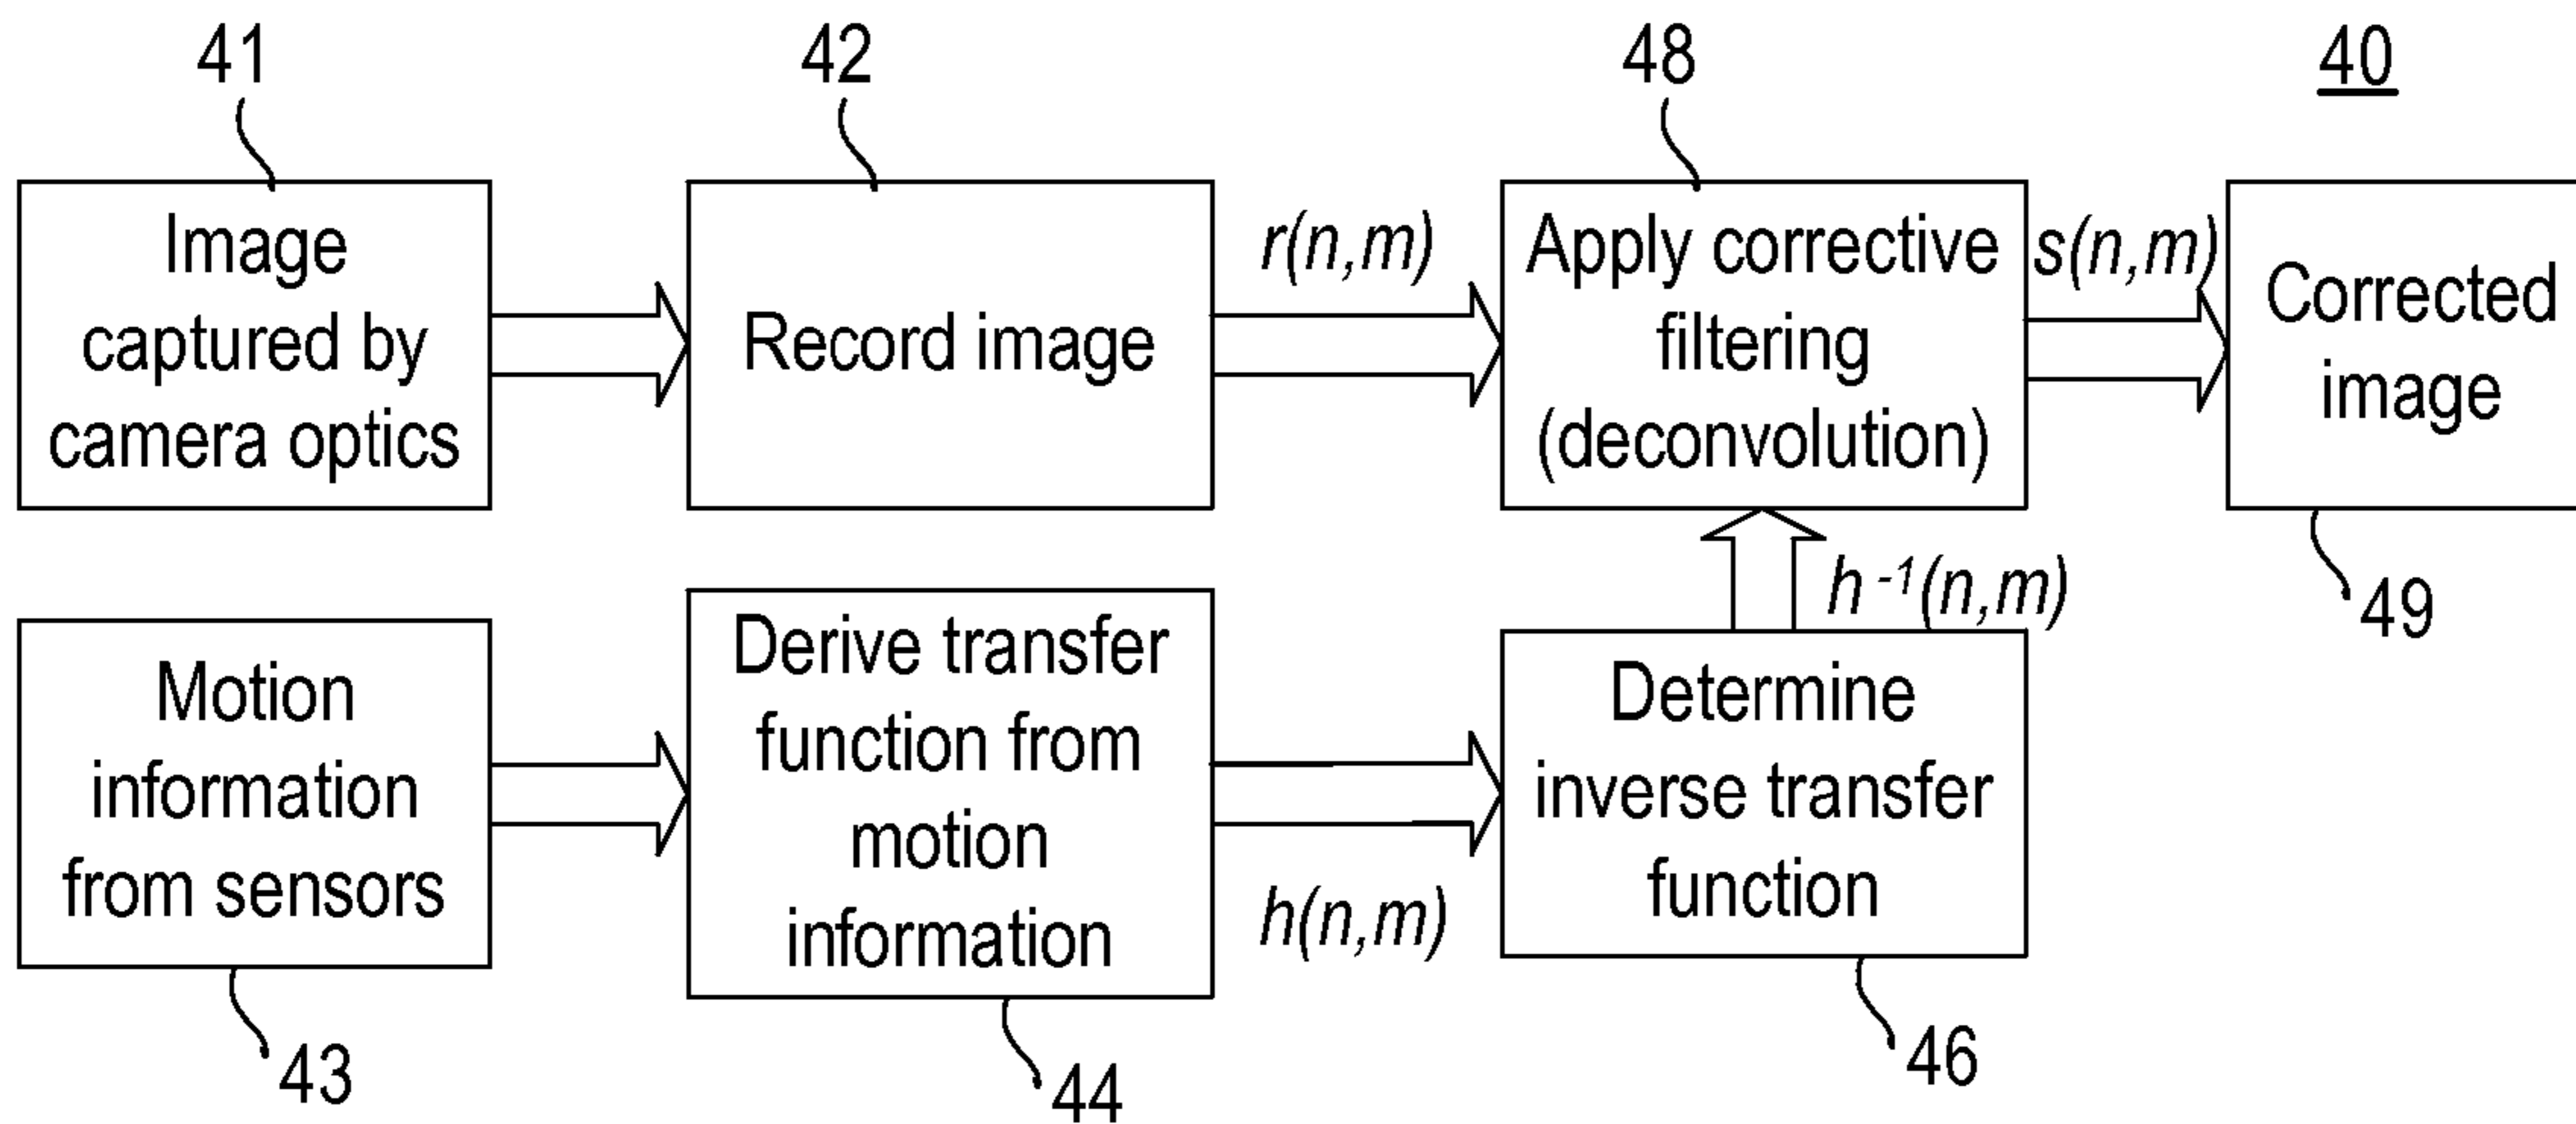 41
42
48
40
Image
captured by
camera optics
Record image
r(n,m)
Apply corrective
filtering
(deconvolution)
s(n,m)
Corrected
image
49
Motion
information
from sensors
43
Derive transfer
function from
motion
information
44
h(n,m)
Determine
inverse transfer
function
46
h -1(n,m)